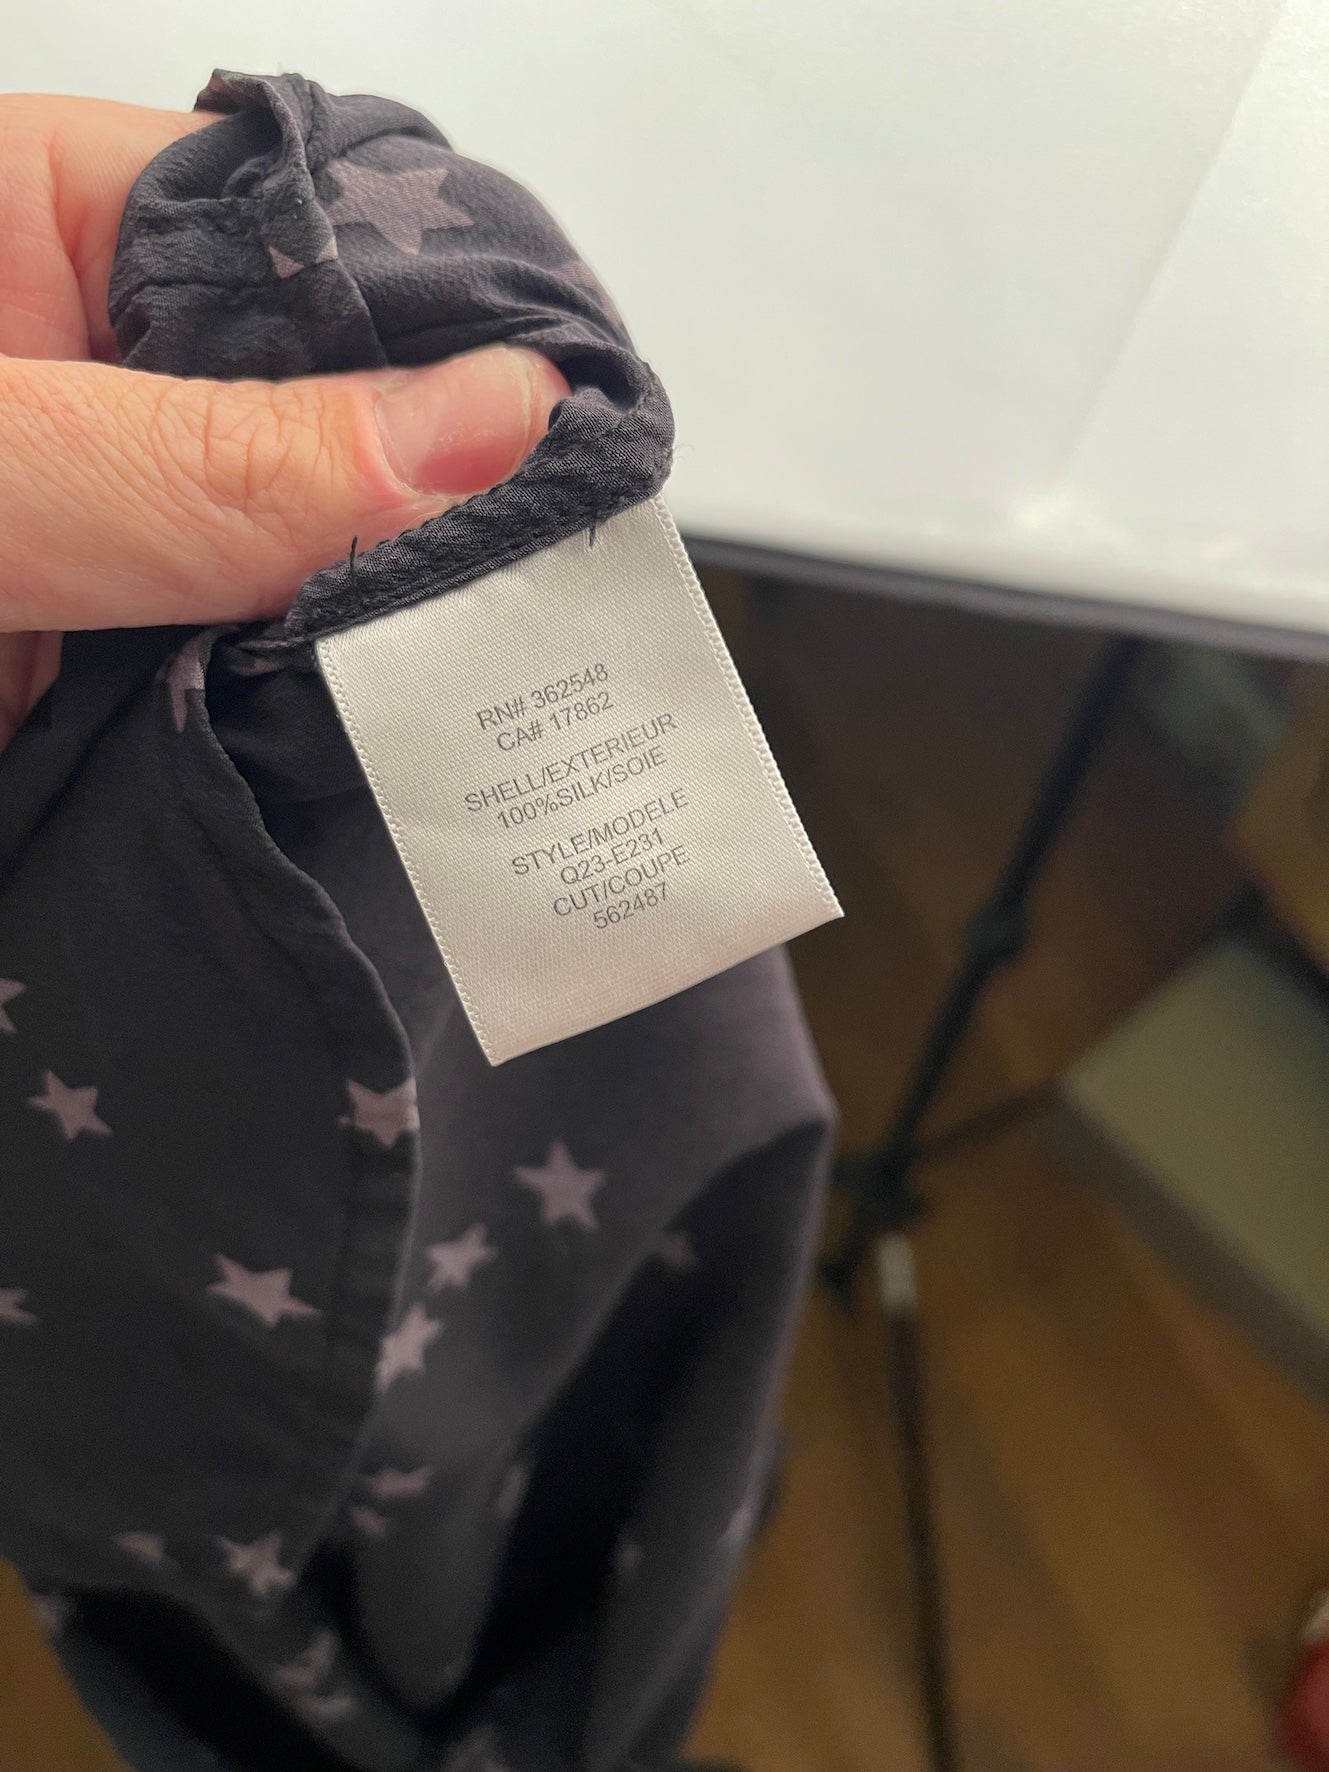 RN# 362548
CA# 17862
SHELL/EXTERIEUR
100%SILK/SOIE
STYLE/MODELE
Q23-E231
CUT/COUPE
562487